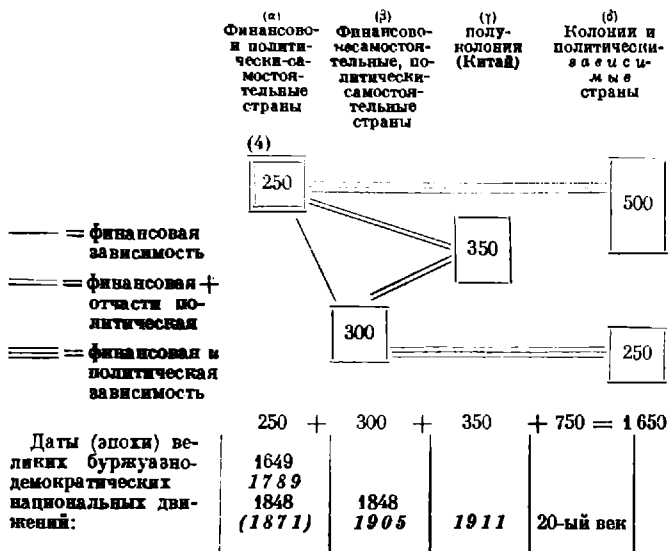 (α) (β) (γ) (δ)
Финансово- Финансово- полу- Колонии и
и полити- несамостоя- колонии политически-
чески-са- тельные, по- (Китай) зависи-
мостоя- литически- мые
тельные самостоя- страны
страны тельные
страны
(4)
250 500
— = финансовая 350
зависимость
= финансовая +
отчасти по-
литическая 300 250
= финансовая и
политическая
зависимость
250 + 300 + 350 + 750 = 1650
Даты (эпохи) ве-
ликих буржуазно- 1649
демократических 1789
национальных дви- 1848 1848
жений: (1871) 1905 1911 20-ый век